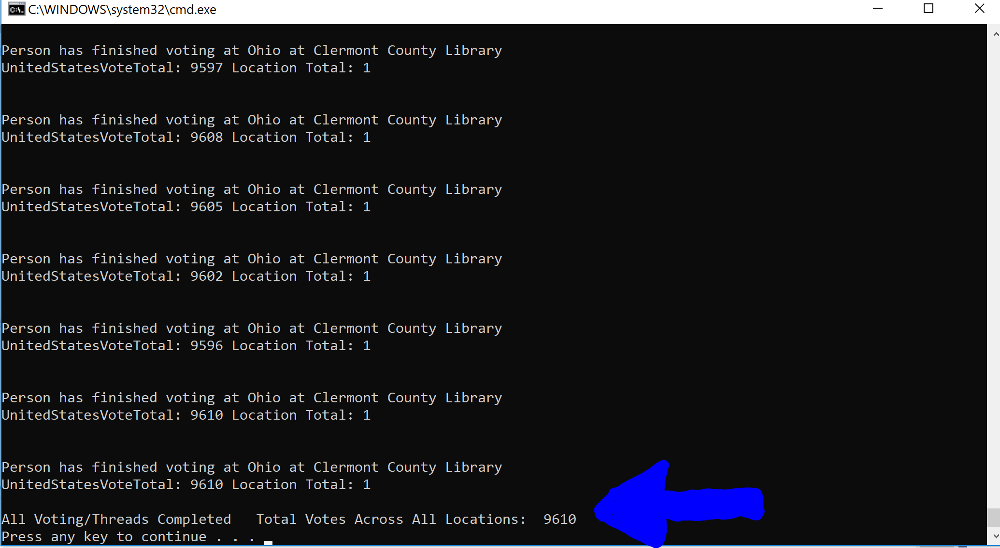 C:\WINDOWS\system32\cmd.exe
Person has finished voting at Ohio at Clermont County Library
UnitedStatesVoteTotal: 9597 Location Total: 1
Person has finished voting at Ohio at Clermont County Library
UnitedStatesVoteTotal: 9608 Location Total: 1
Person has finished voting at Ohio at Clermont County Library
UnitedStatesVoteTotal: 9605 Location Total: 1
Person has finished voting at Ohio at Clermont County Library
UnitedStatesVoteTotal: 9602 Location Total: 1
Person has finished voting at Ohio at Clermont County Library
UnitedStatesVoteTotal: 9596 Location Total: 1
Person has finished voting at Ohio at Clermont County Library
UnitedStatesVoteTotal: 9610 Location Total: 1
Person has finished voting at Ohio at Clermont County Library
UnitedStatesVoteTotal: 9610 Location Total: 1
All Voting/Threads Completed   Total Votes Across All Locations:  9610
Press any key to continue . . .